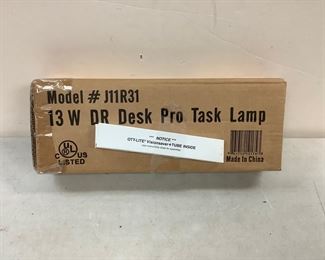 Model # J11R31
13 W DR Desk Pro Task Lamp
*** NOTICE ***
OTT-LITE® Visionsaver® TUBE INSIDE
C UL US
LISTED
Made In China